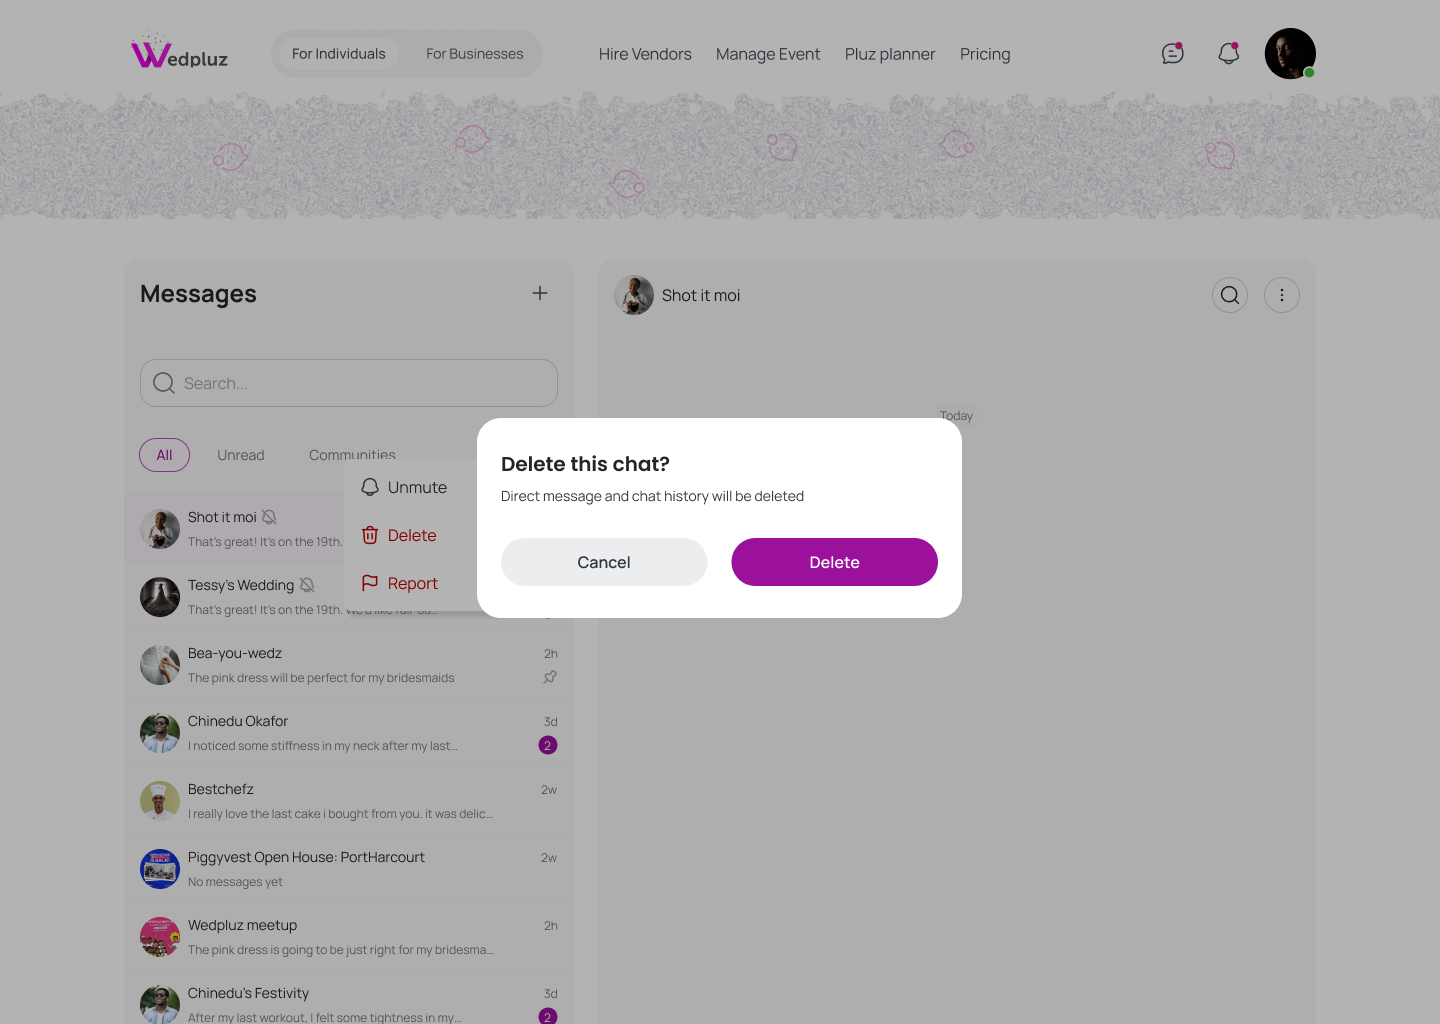 Wedpluz
For Individuals
For Businesses
Hire Vendors
Manage Event
Pluz planner
Pricing
Messages
Search...
All
Unread
Communities
Shot it moi
That's great! It's on the 19th.
Tessy's Wedding
That's great! It's on the 19th. We'd like full-da...
Bea-you-wedz
2h
The pink dress will be perfect for my bridesmaids
Chinedu Okafor
3d
I noticed some stiffness in my neck after my last...
2
Bestchefz
2w
I really love the last cake i bought from you. it was delic...
Piggyvest Open House: PortHarcourt
2w
No messages yet
Wedpluz meetup
2h
The pink dress is going to be just right for my bridesma...
Chinedu's Festivity
3d
After my last workout, I felt some tightness in my...
2
Unmute
Delete
Report
Shot it moi
Today
Delete this chat?
Direct message and chat history will be deleted
Cancel
Delete